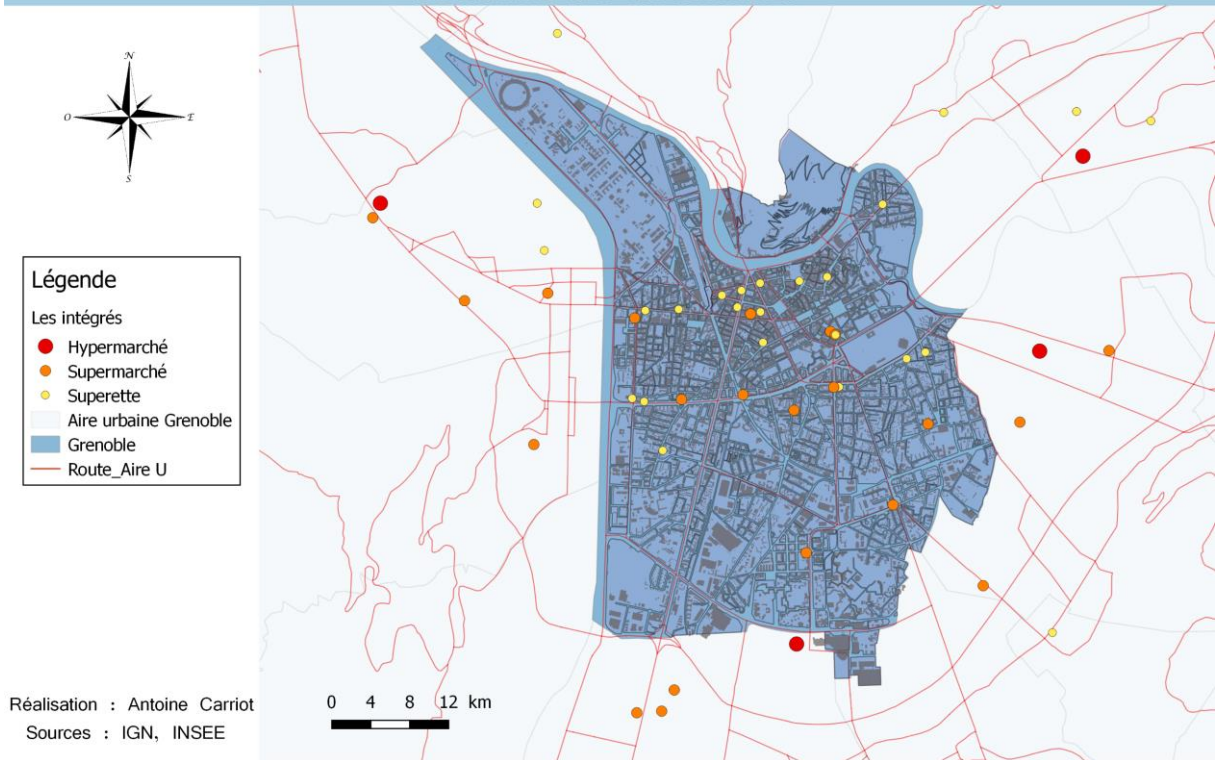 N
O
E
S
Légende
Les intégrés
Hypermarché
Supermarché
Superette
Aire urbaine Grenoble
Grenoble
Route_Aire U
Réalisation : Antoine Carriot
Sources : IGN, INSEE
0 4 8 12 km